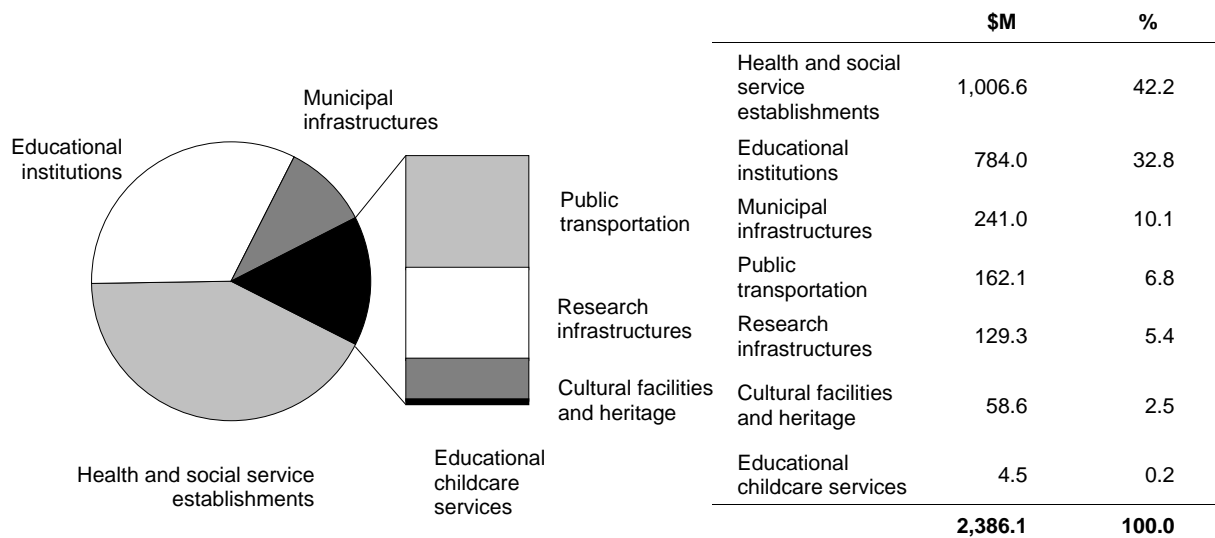 Municipal
infrastructures
Educational
institutions
Public
transportation
Research
infrastructures
Cultural facilities
and heritage
Educational
childcare
services
Health and social service
establishments
$M %
Health and social
service
establishments 1,006.6 42.2
Educational
institutions 784.0 32.8
Municipal
infrastructures 241.0 10.1
Public
transportation 162.1 6.8
Research
infrastructures 129.3 5.4
Cultural facilities
and heritage 58.6 2.5
Educational
childcare services 4.5 0.2
2,386.1 100.0